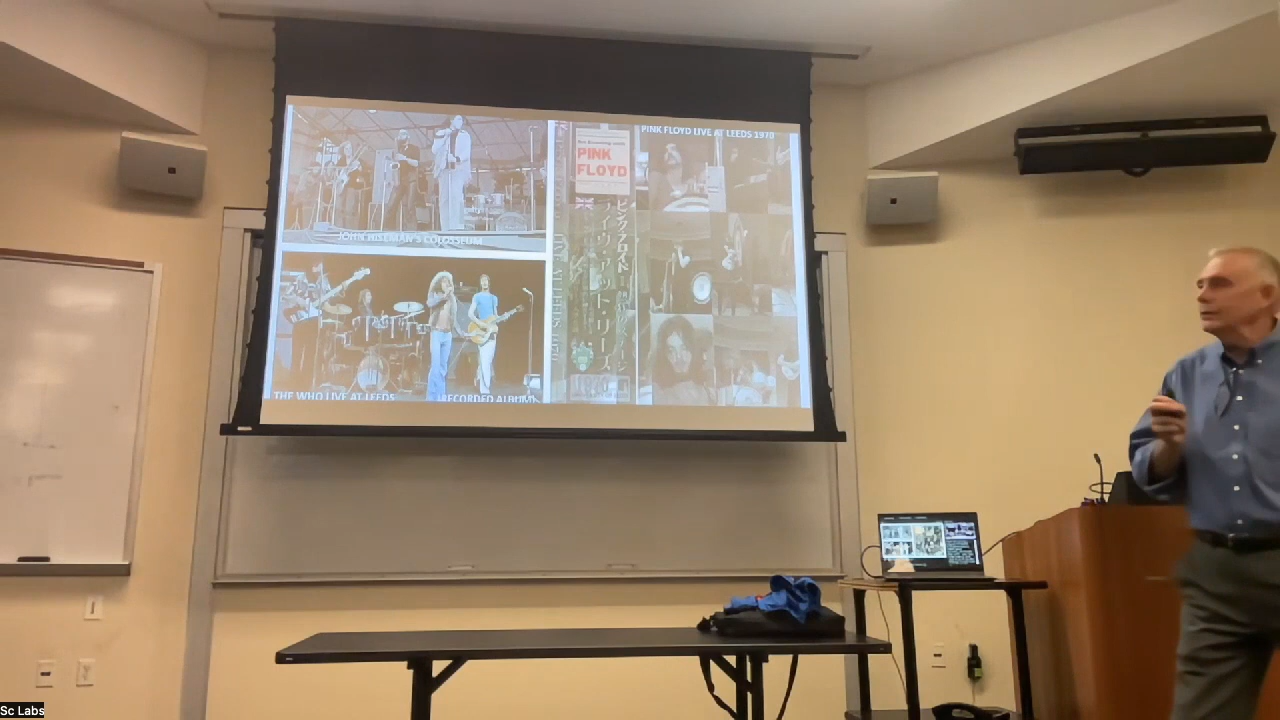 JOHN HISEMAN'S COLOSSEUM
THE WHO LIVE AT LEEDS
(RECORDED ALBUM)
PINK
FLOYD
ピンク・フロイド
ライヴ・アット・リーズ
PINK FLOYD LIVE AT LEEDS 1970
Sc Labs